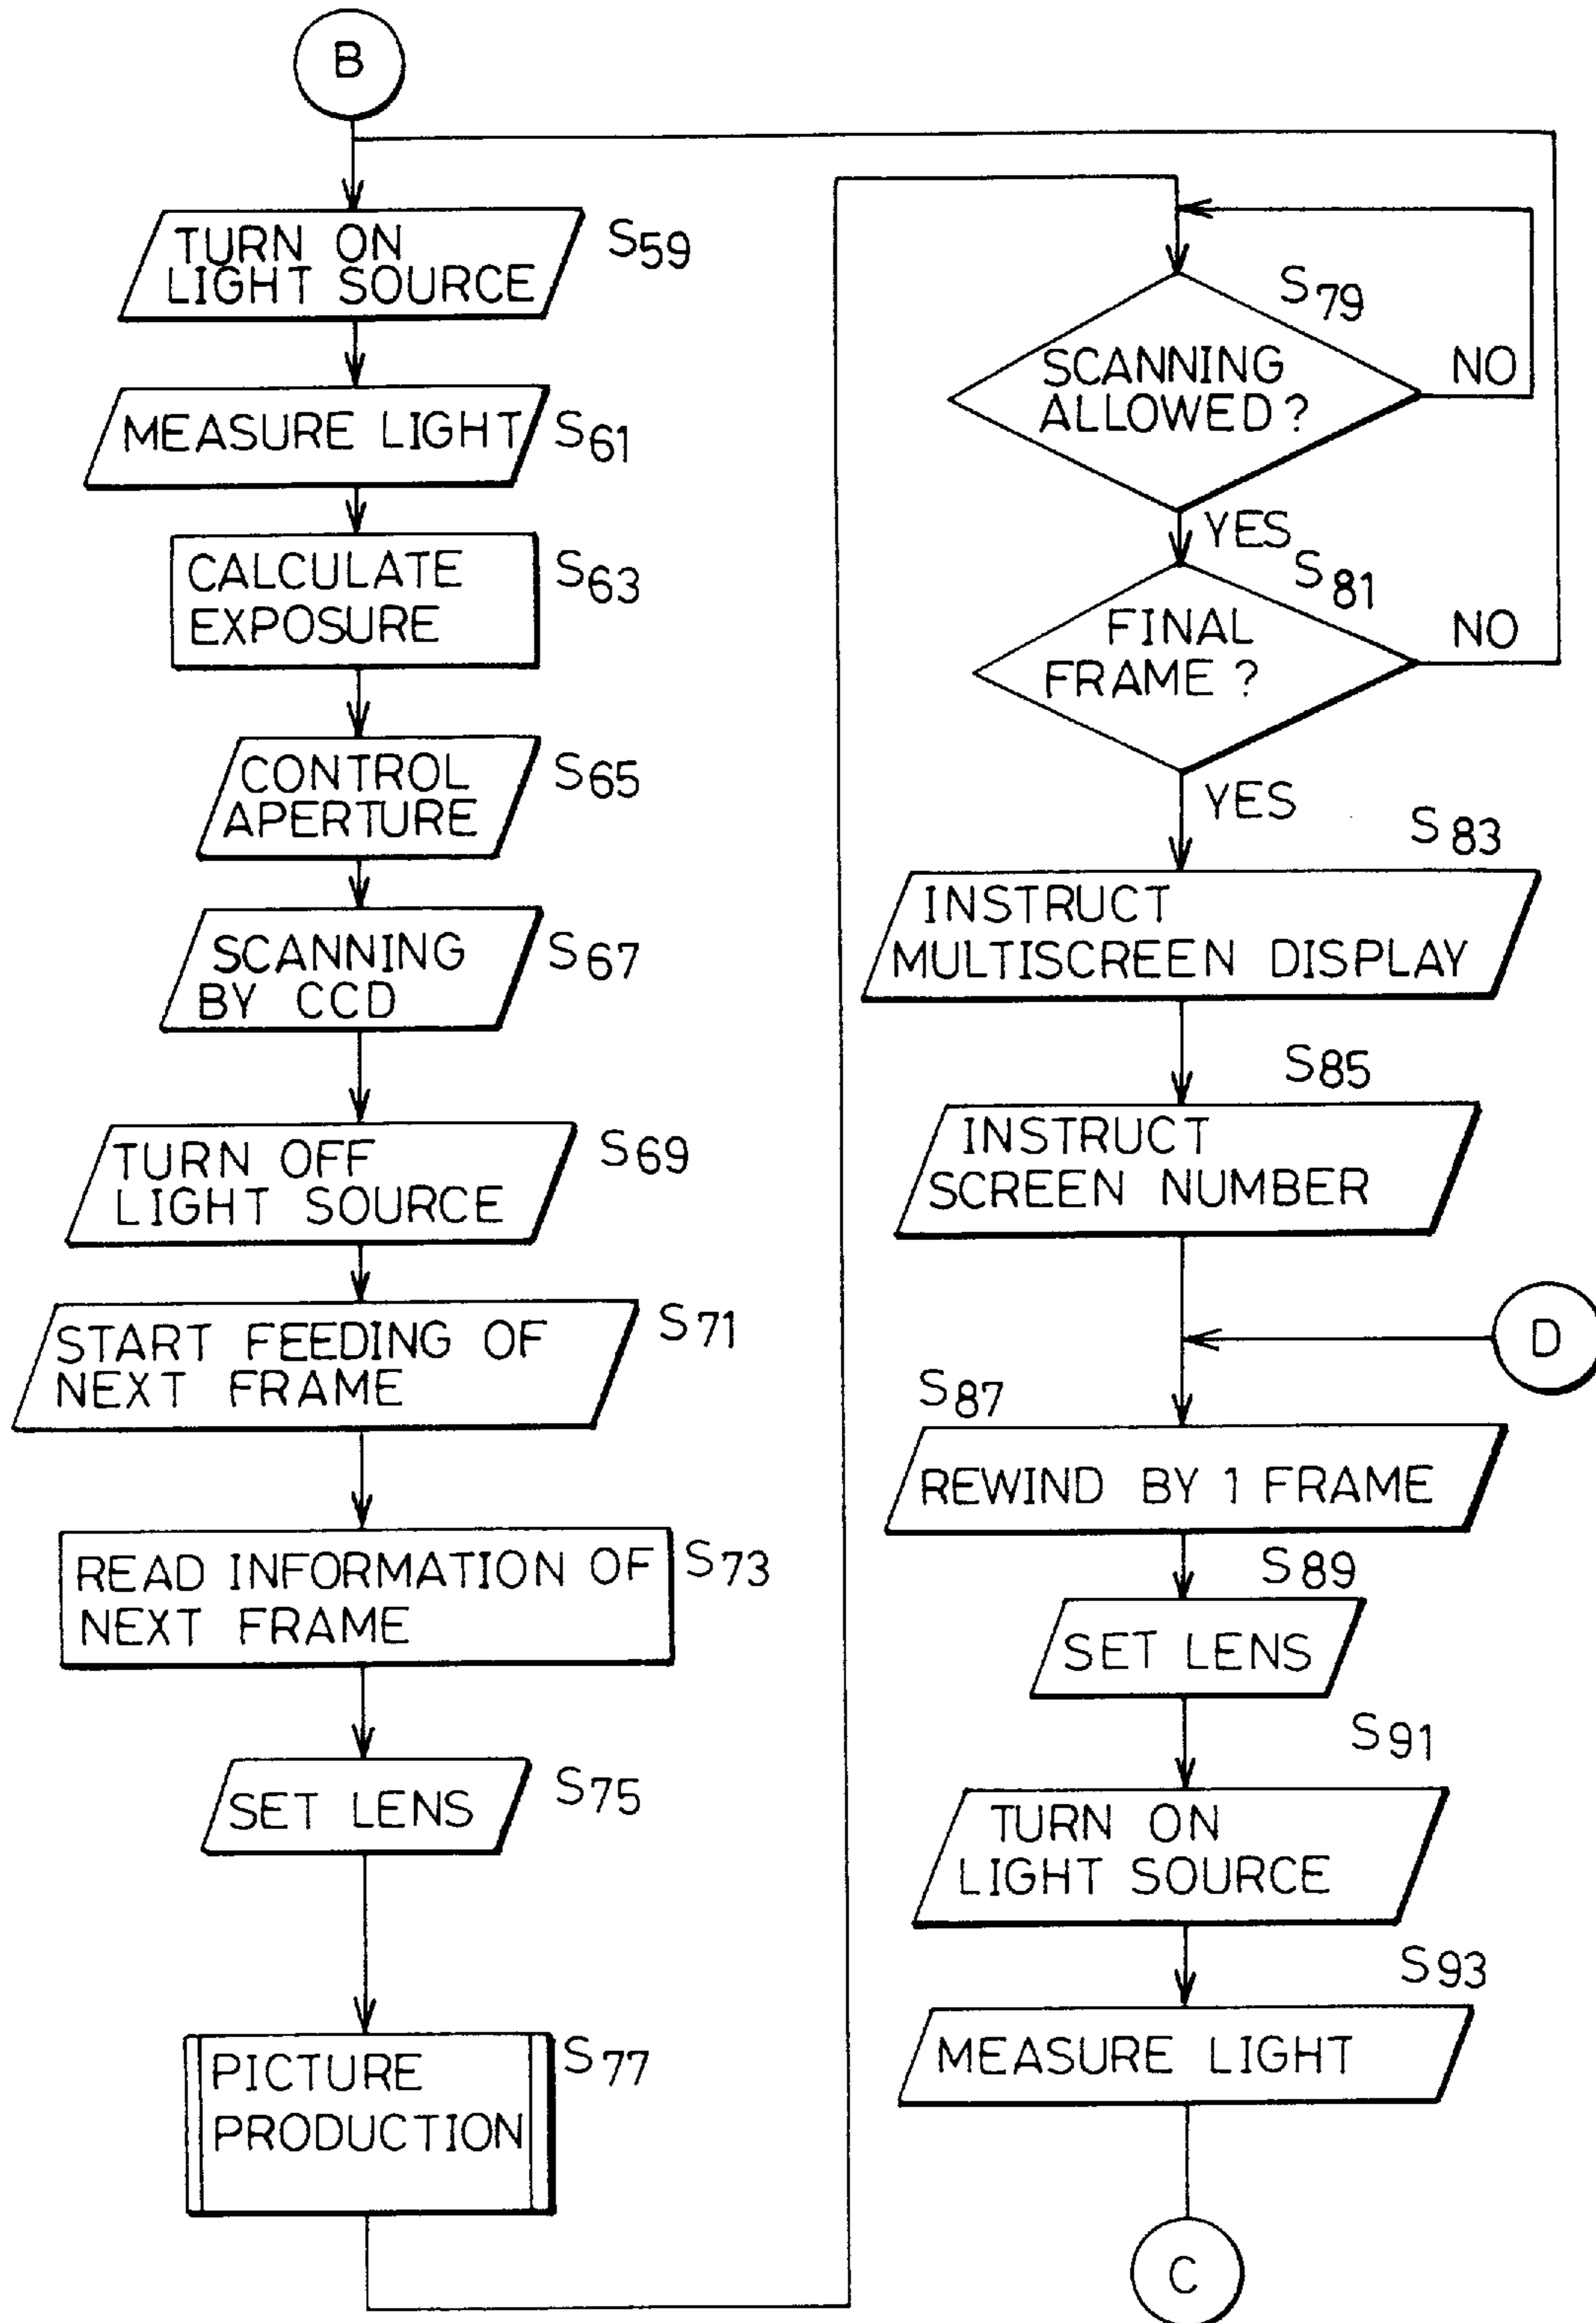 B
TURN ON
LIGHT SOURCE
S59
MEASURE LIGHT
S61
CALCULATE
EXPOSURE
S63
CONTROL
APERTURE
S65
SCANNING
BY CCD
S67
TURN OFF
LIGHT SOURCE
S69
START FEEDING OF
NEXT FRAME
S71
READ INFORMATION OF
NEXT FRAME
S73
SET LENS
S75
PICTURE
PRODUCTION
S77
S79
SCANNING
ALLOWED?
NO
YES
S81
FINAL
FRAME?
NO
YES
S83
INSTRUCT
MULTISCREEN DISPLAY
S85
INSTRUCT
SCREEN NUMBER
D
S87
REWIND BY 1 FRAME
S89
SET LENS
S91
TURN ON
LIGHT SOURCE
S93
MEASURE LIGHT
C